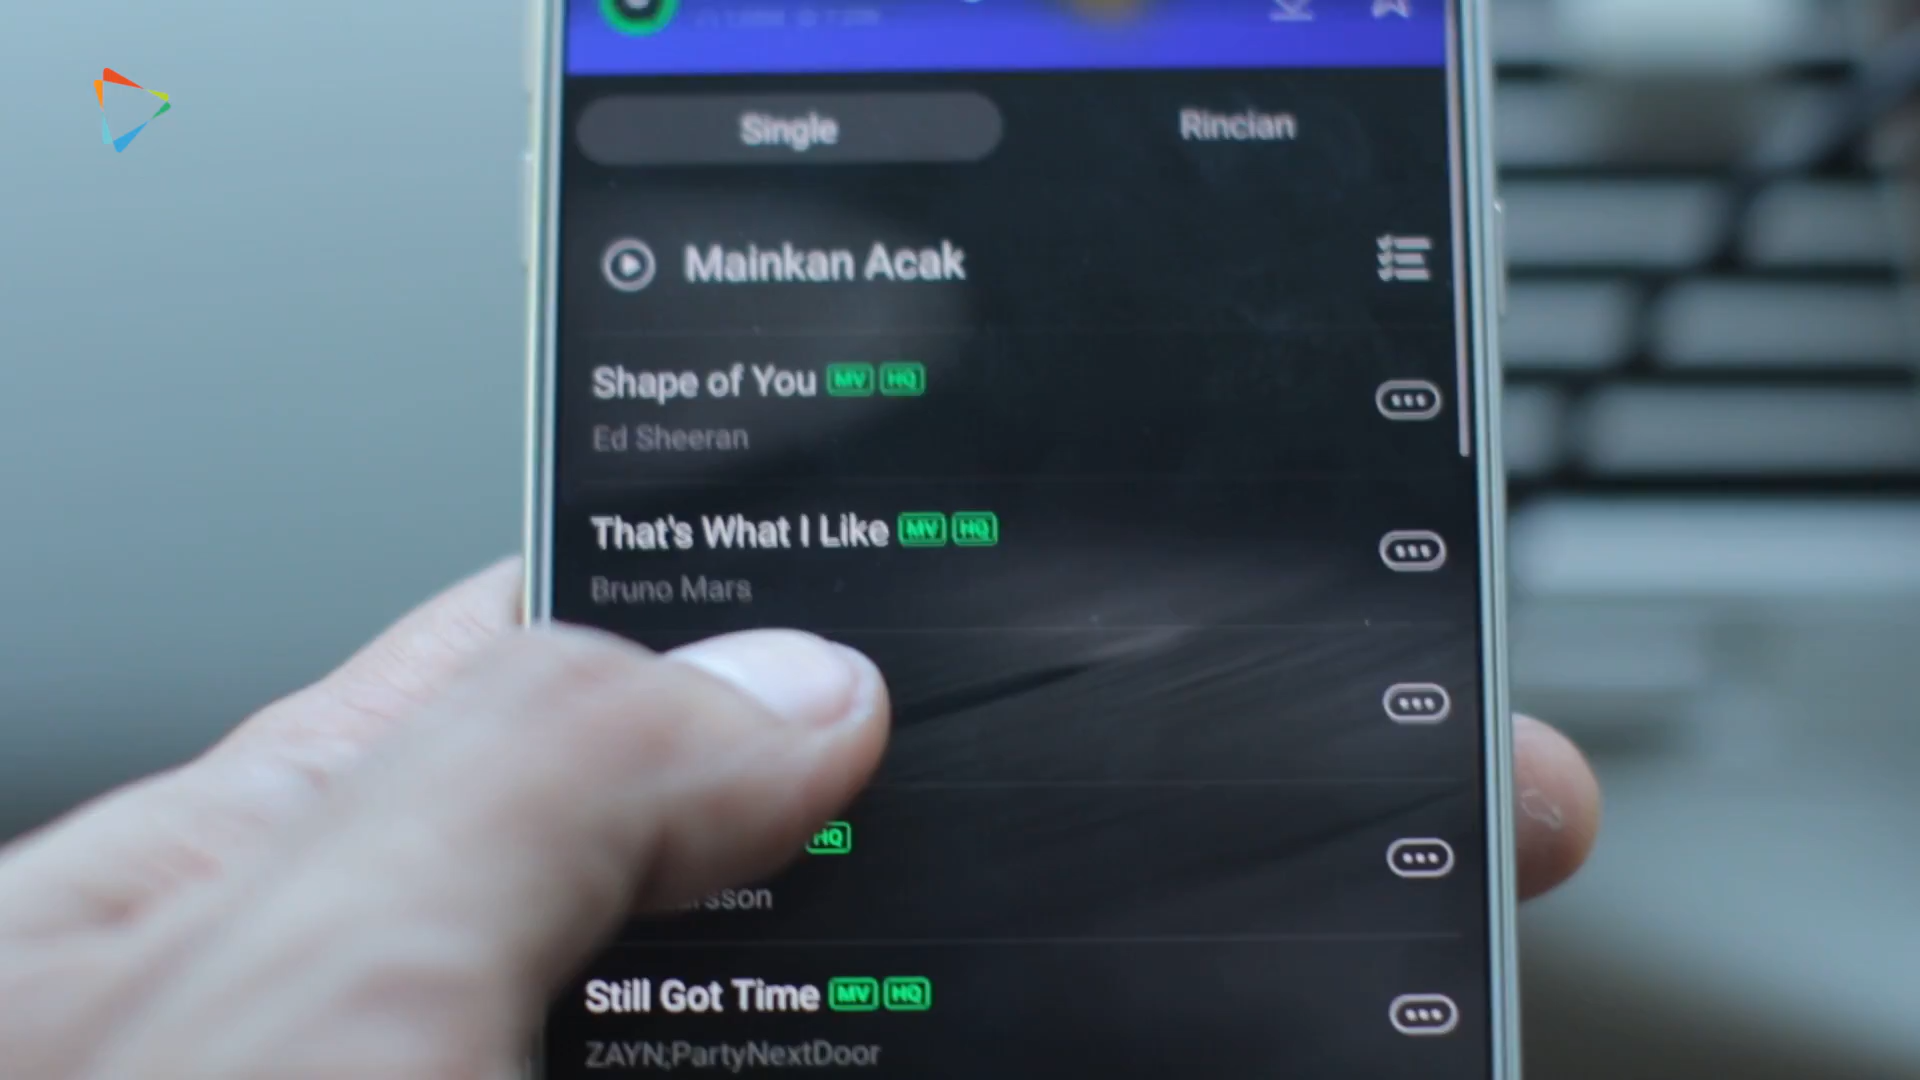 Single
Rincian
Mainkan Acak
Shape of You MV HQ
Ed Sheeran
That's What I Like MV HQ
Bruno Mars
HQ
Still Got Time MV HQ
ZAYN;PartyNextDoor